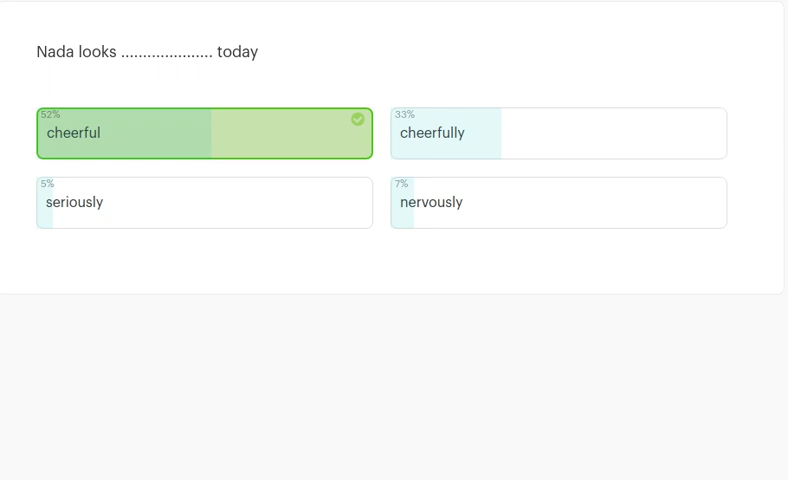 Nada looks ..................... today
52%
cheerful
33%
cheerfully
5%
seriously
7%
nervously